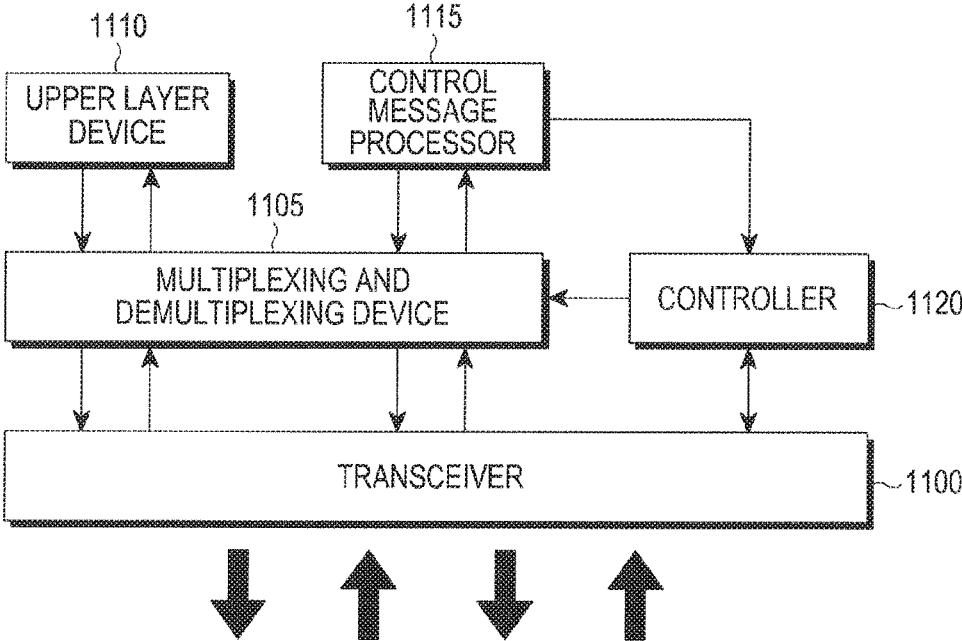 1110
UPPER LAYER
DEVICE
1115
CONTROL
MESSAGE
PROCESSOR
1105
MULTIPLEXING AND
DEMULTIPLEXING DEVICE
CONTROLLER
1120
TRANSCEIVER
1100